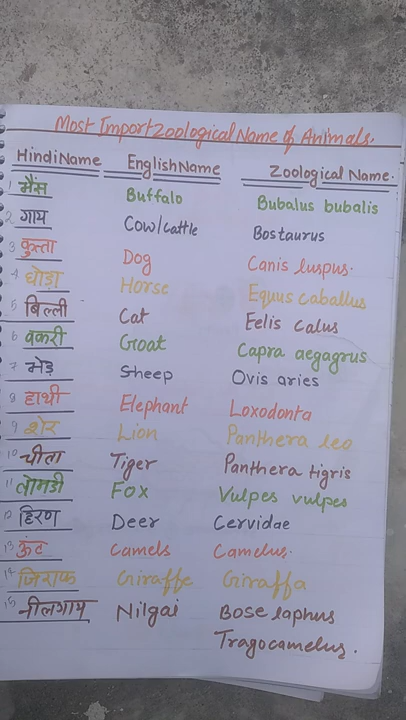 Most Import Zoological Name of Animals.
Hindi Name English Name Zoological Name.
1 भैंस Buffalo Bubalus bubalis
2 गाय Cow/cattle Bostaurus
3 कुत्ता Dog Canis luspus.
4 घोड़ा Horse Equus caballus
5 बिल्ली Cat Felis calus
6 बकरी Goat Capra aegagrus
7 भेड़ Sheep Ovis aries
8 हाथी Elephant Loxodonta
9 शेर Lion Panthera leo
10 चीता Tiger Panthera tigris
11 लोमडी Fox Vulpes vulpes
12 हिरण Deer Cervidae
13 ऊंट Camels Camelus.
14 जिराफ Giraffe Giraffa
15 नीलगाय Nilgai Bose laphus
Tragocamelus.